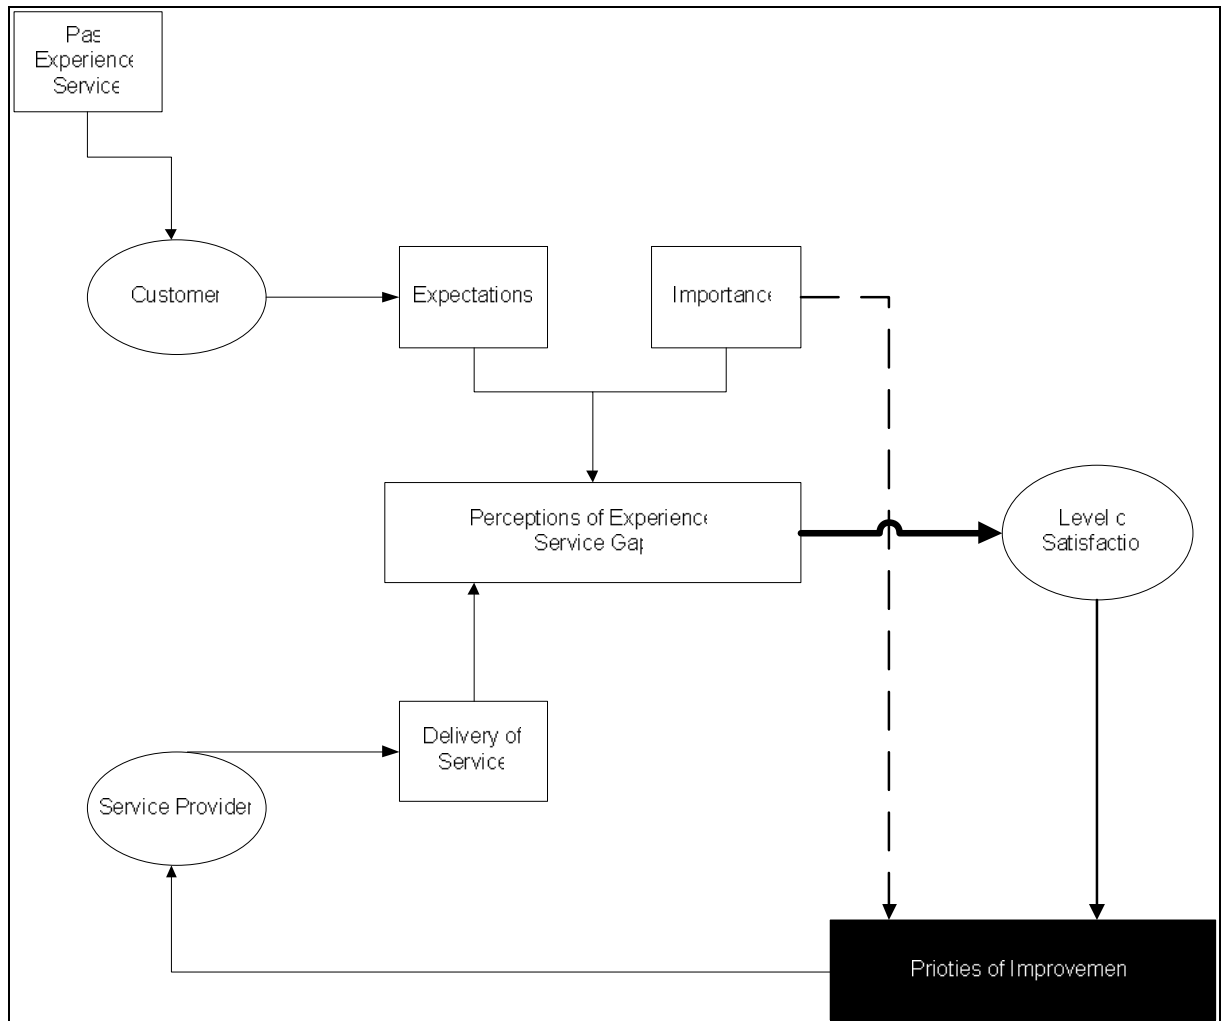 Pas
Experience
Service
Customer
Expectations
Importance
Perceptions of Experience
Service Gap
Level o
Satisfactio
Delivery of
Service
Service Provider
Prioties of Improvemen